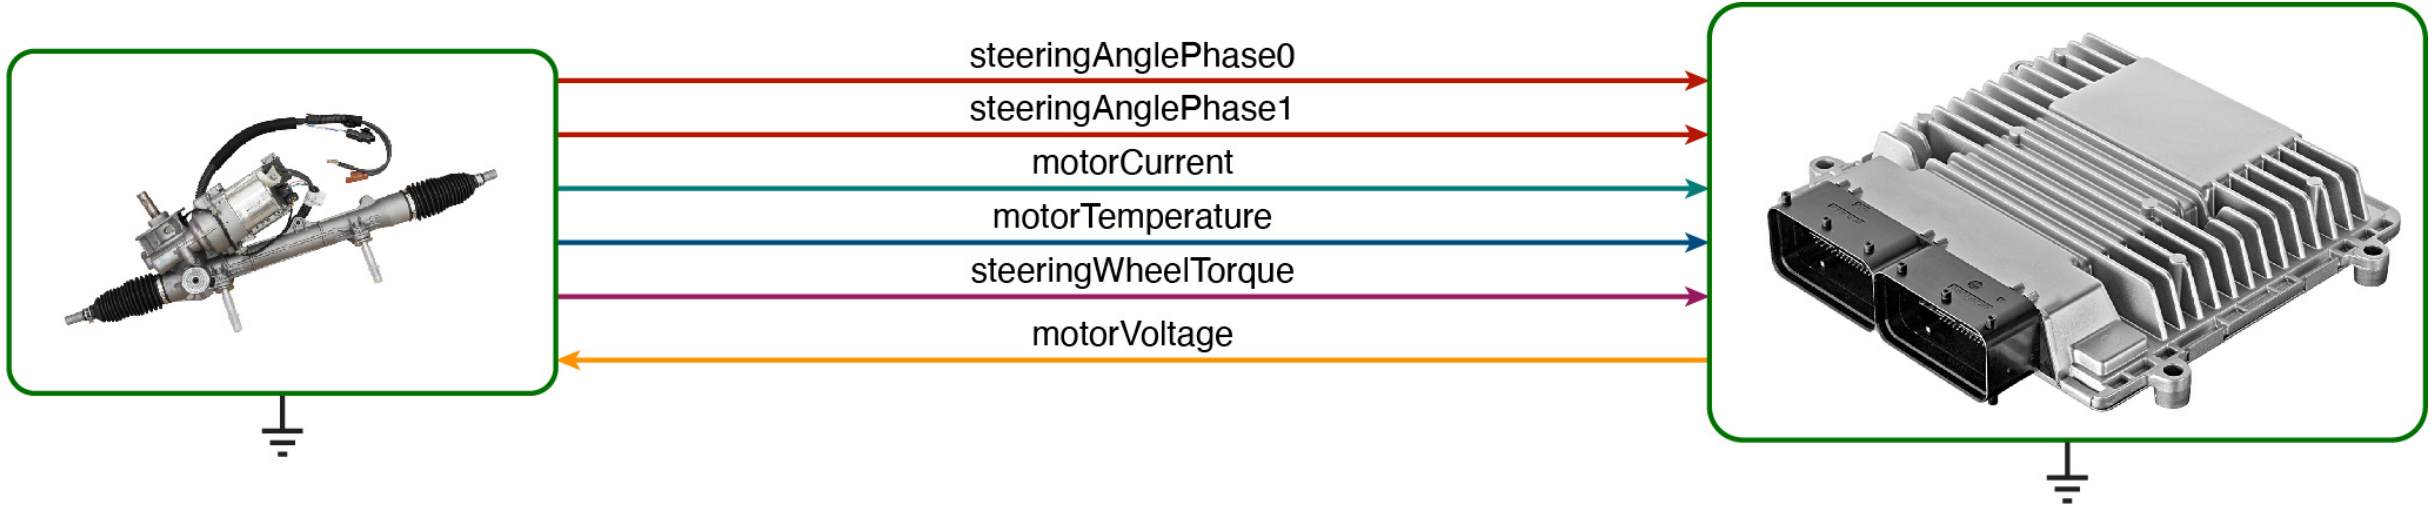 steeringAnglePhase0
steeringAnglePhase1
motorCurrent
motorTemperature
steeringWheelTorque
motorVoltage